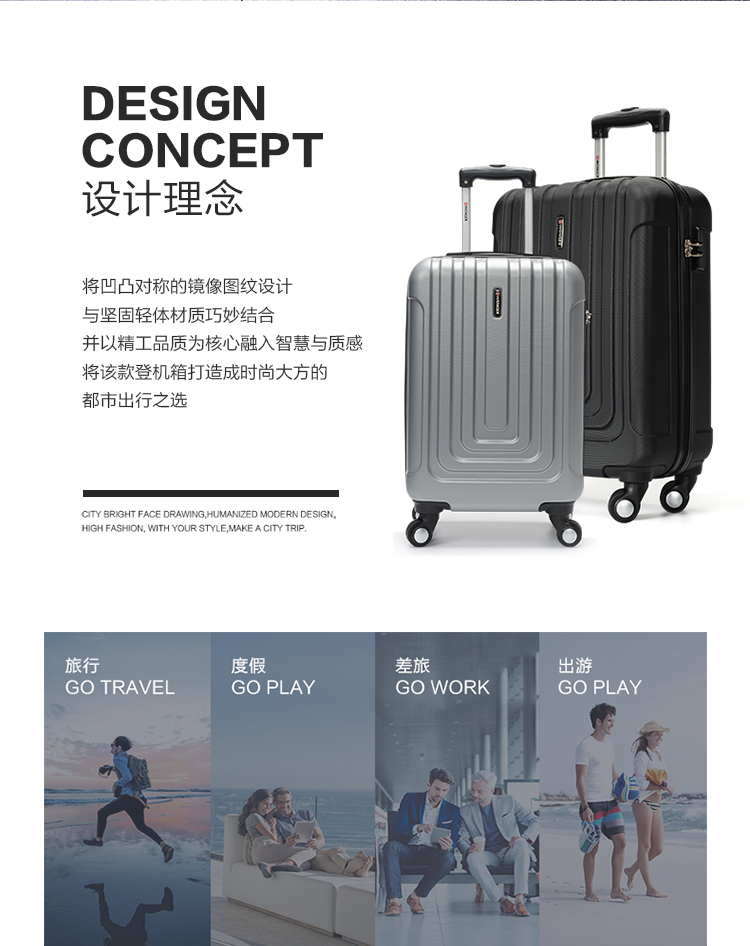 DESIGN
CONCEPT
设计理念
将凹凸对称的镜像图纹设计
与坚固轻体材质巧妙结合
并以精工品质为核心融入智慧与质感
将该款登机箱打造成时尚大方的
都市出行之选
CITY BRIGHT FACE DRAWING,HUMANIZED MODERN DESIGN。
HIGH FASHION, WITH YOUR STYLE,MAKE A CITY TRIP.
旅行
GO TRAVEL
度假
GO PLAY
差旅
GO WORK
出游
GO PLAY